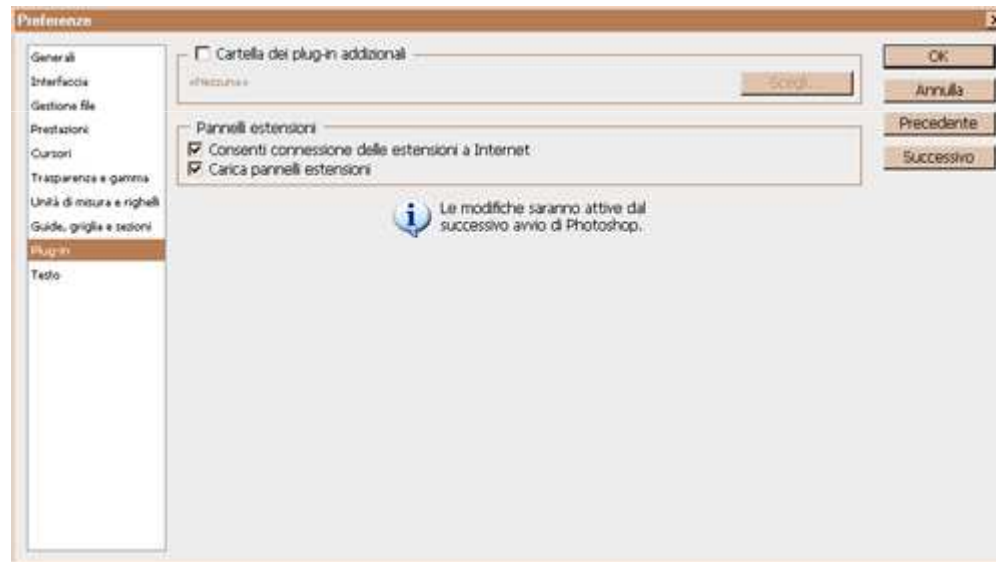 Preferenze
Generali
Interfaccia
Gestione file
Prestazioni
Cursori
Trasparenza e gamma
Unità di misura e righelli
Guide, griglia e sezioni
Plug-in
Testo
Cartella dei plug-in addizionali
«Nessuna»
Scegli...
Pannelli estensioni
Consenti connessione delle estensioni a Internet
Carica pannelli estensioni
Le modifiche saranno attive dal
successivo avvio di Photoshop.
OK
Annulla
Precedente
Successivo